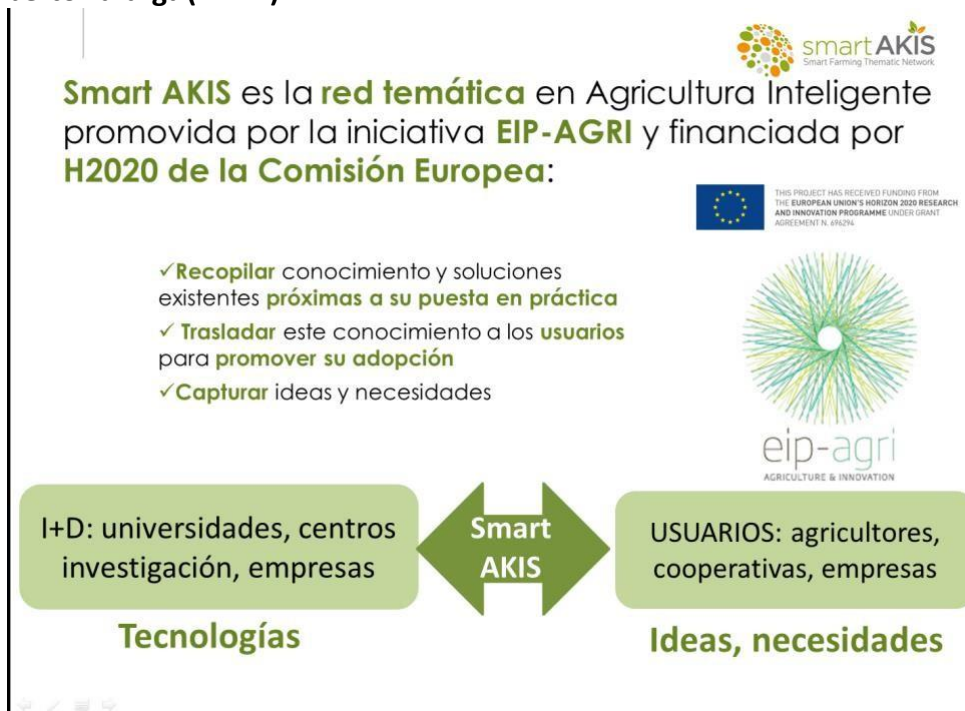 smart AKIS
Smart Farming Thematic Network
Smart AKIS es la red temática en Agricultura Inteligente
promovida por la iniciativa EIP-AGRI y financiada por
H2020 de la Comisión Europea:
THIS PROJECT HAS RECEIVED FUNDING FROM
THE EUROPEAN UNION'S HORIZON 2020 RESEARCH
AND INNOVATION PROGRAMME UNDER GRANT
AGREEMENT N. 696294
✓Recopilar conocimiento y soluciones
existentes próximas a su puesta en práctica
✓ Trasladar este conocimiento a los usuarios
para promover su adopción
✓Capturar ideas y necesidades
eip-agri
AGRICULTURE & INNOVATION
I+D: universidades, centros
investigación, empresas
Smart
AKIS
USUARIOS: agricultores,
cooperativas, empresas
Tecnologías
Ideas, necesidades